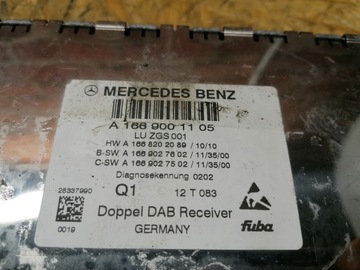 MERCEDES BENZ
A 166 900 11 05
LU ZGS 001
HW A 166 820 20 89 / 10/10
B-SW A 166 902 76 02 / 11/35/00
C-SW A 166 902 75 02 / 11/35/00
Diagnosekennung 0202
28337990 Q1 12 T 083
Doppel DAB Receiver
0019 GERMANY fuba